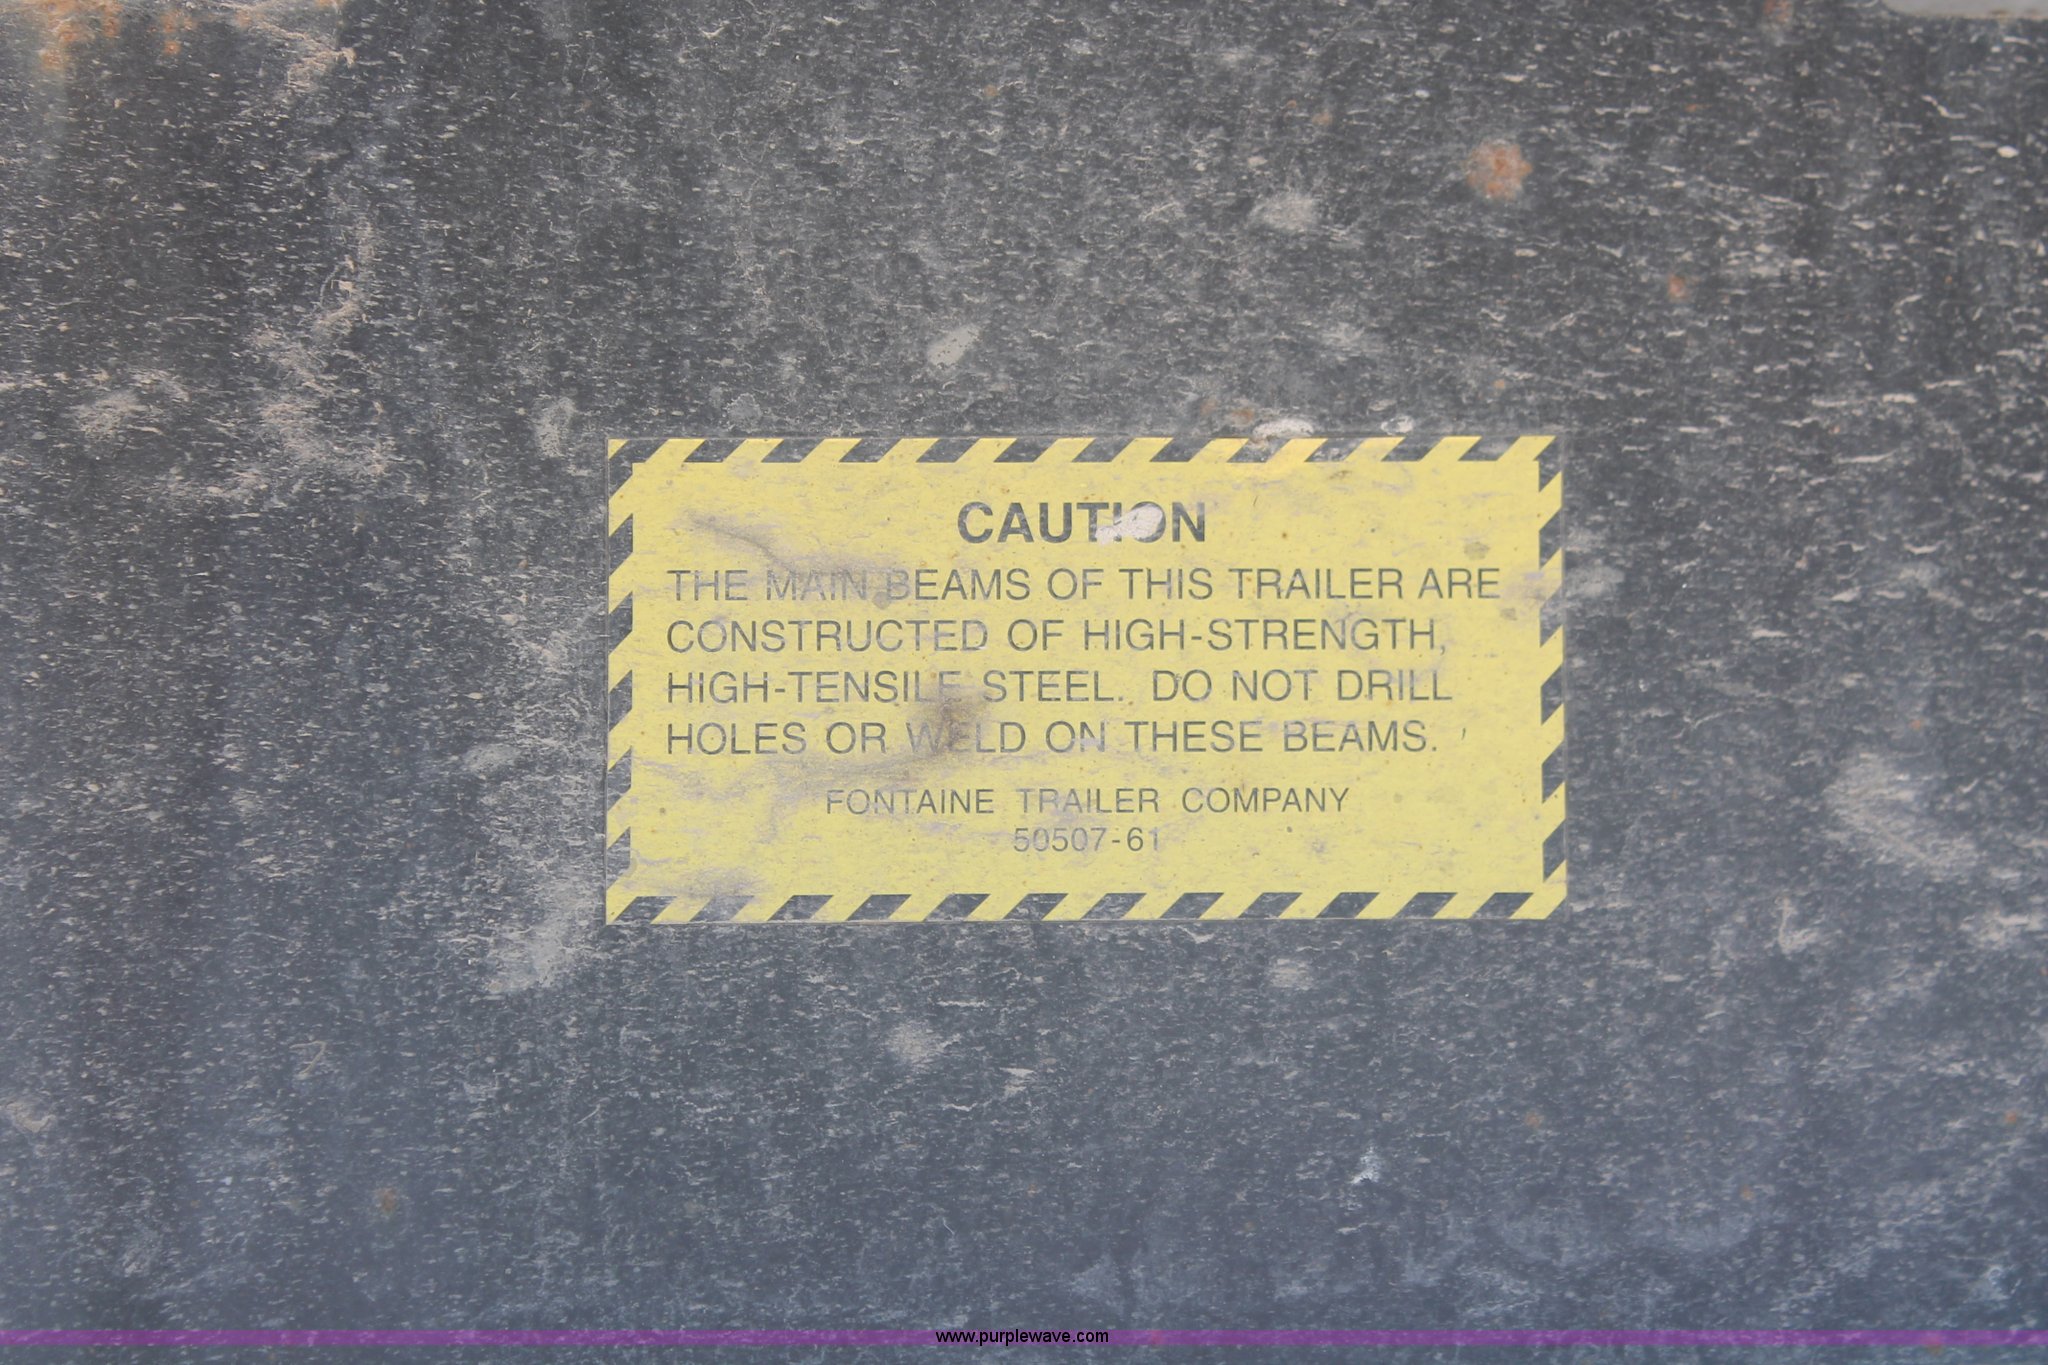 CAUTION
THE MAIN BEAMS OF THIS TRAILER ARE
CONSTRUCTED OF HIGH-STRENGTH,
HIGH-TENSILE STEEL. DO NOT DRILL
HOLES OR WELD ON THESE BEAMS.
FONTAINE TRAILER COMPANY
50507-61
www.purplewave.com